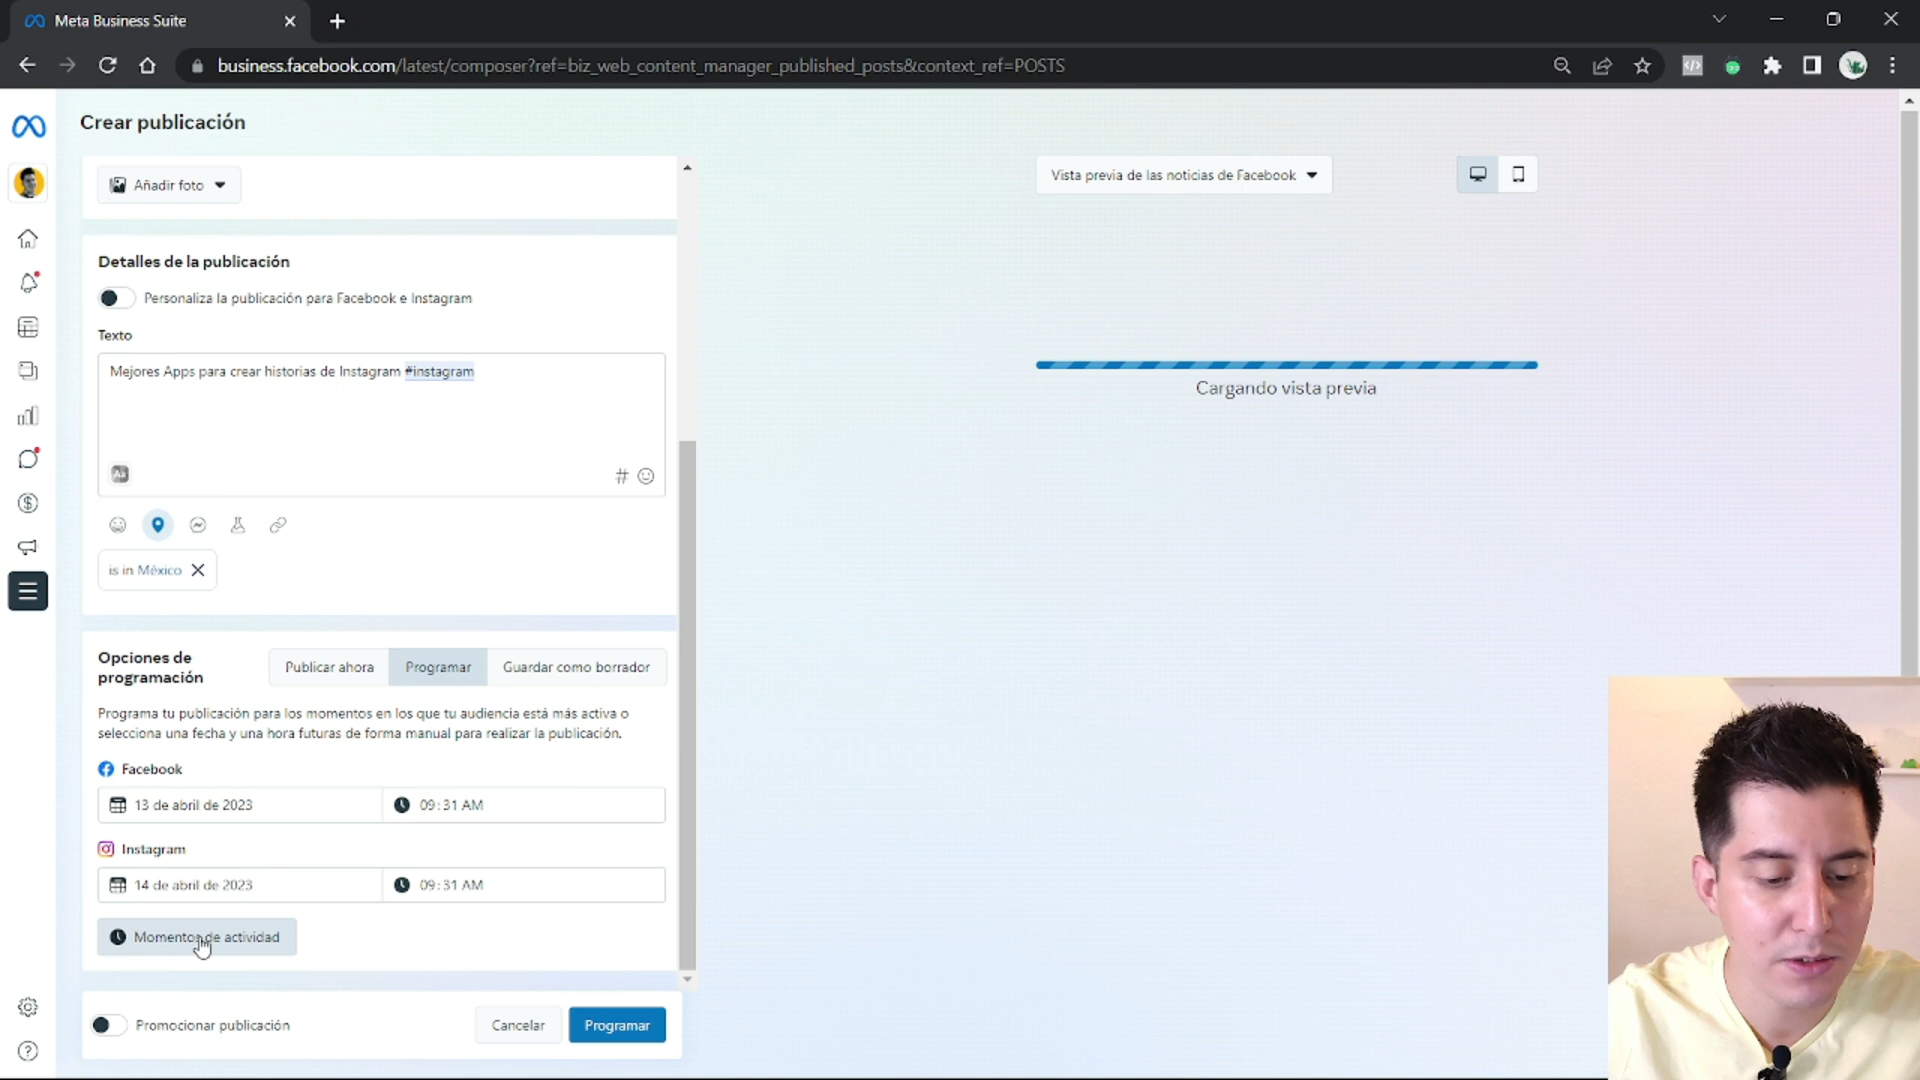 Meta Business Suite
business.facebook.com/latest/composer?ref=biz_web_content_manager_published_posts&context_ref=POSTS
Crear publicación
Añadir foto
Vista previa de las noticias de Facebook
Detalles de la publicación
Personaliza la publicación para Facebook e Instagram
Texto
Mejores Apps para crear historias de Instagram #instagram
Cargando vista previa
#
is in México
Opciones de
programación
Publicar ahora
Programar
Guardar como borrador
Programa tu publicación para los momentos en los que tu audiencia está más activa o
selecciona una fecha y una hora futuras de forma manual para realizar la publicación.
Facebook
13 de abril de 2023
09:31 AM
Instagram
14 de abril de 2023
09:31 AM
Momentos de actividad
Promocionar publicación
Cancelar
Programar